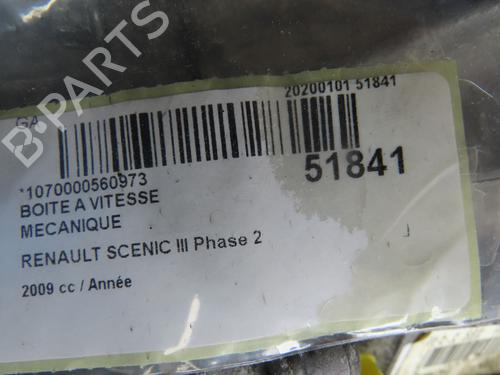 B-PARTS
GA
20200101 51841
51841
*1070000560973
BOITE A VITESSE
MECANIQUE
RENAULT SCENIC III Phase 2
2009 cc / Année